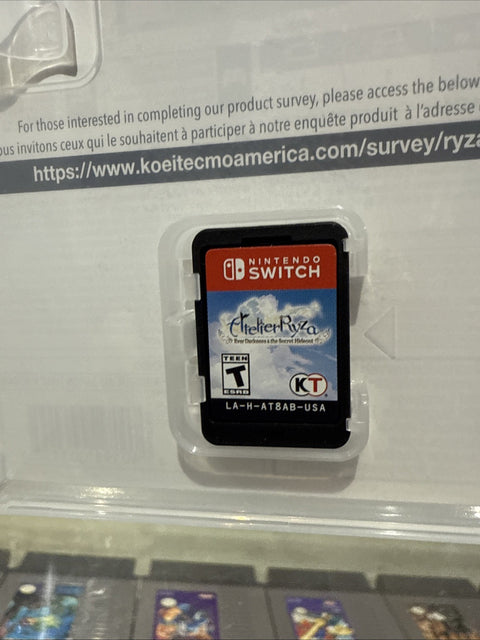 For those interested in completing our product survey, please access the below
ous invitons ceux qui le souhaitent à participer à notre enquête produit à l'adresse
https://www.koeitecmoamerica.com/survey/ryza
NINTENDO
SWITCH
Atelier Ryza
Ever Darkness & the Secret Hideout
TEEN
T
ESRB
KT
LA-H-AT8AB-USA